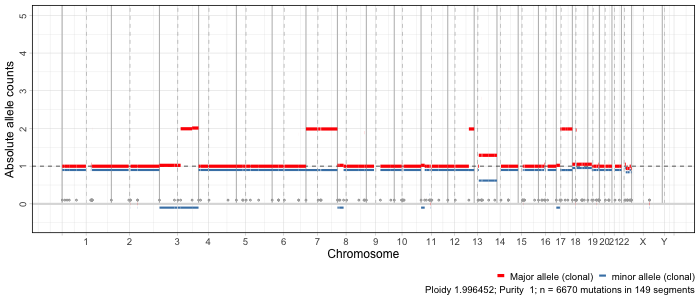 Absolute allele counts
5
4
3
2
1
0
1 2 3 4 5 6 7 8 9 10 11 12 13 14 15 16 17 18 19 20 21 22 X Y
Chromosome
Major allele (clonal) minor allele (clonal)
Ploidy 1.996452; Purity 1; n = 6670 mutations in 149 segments